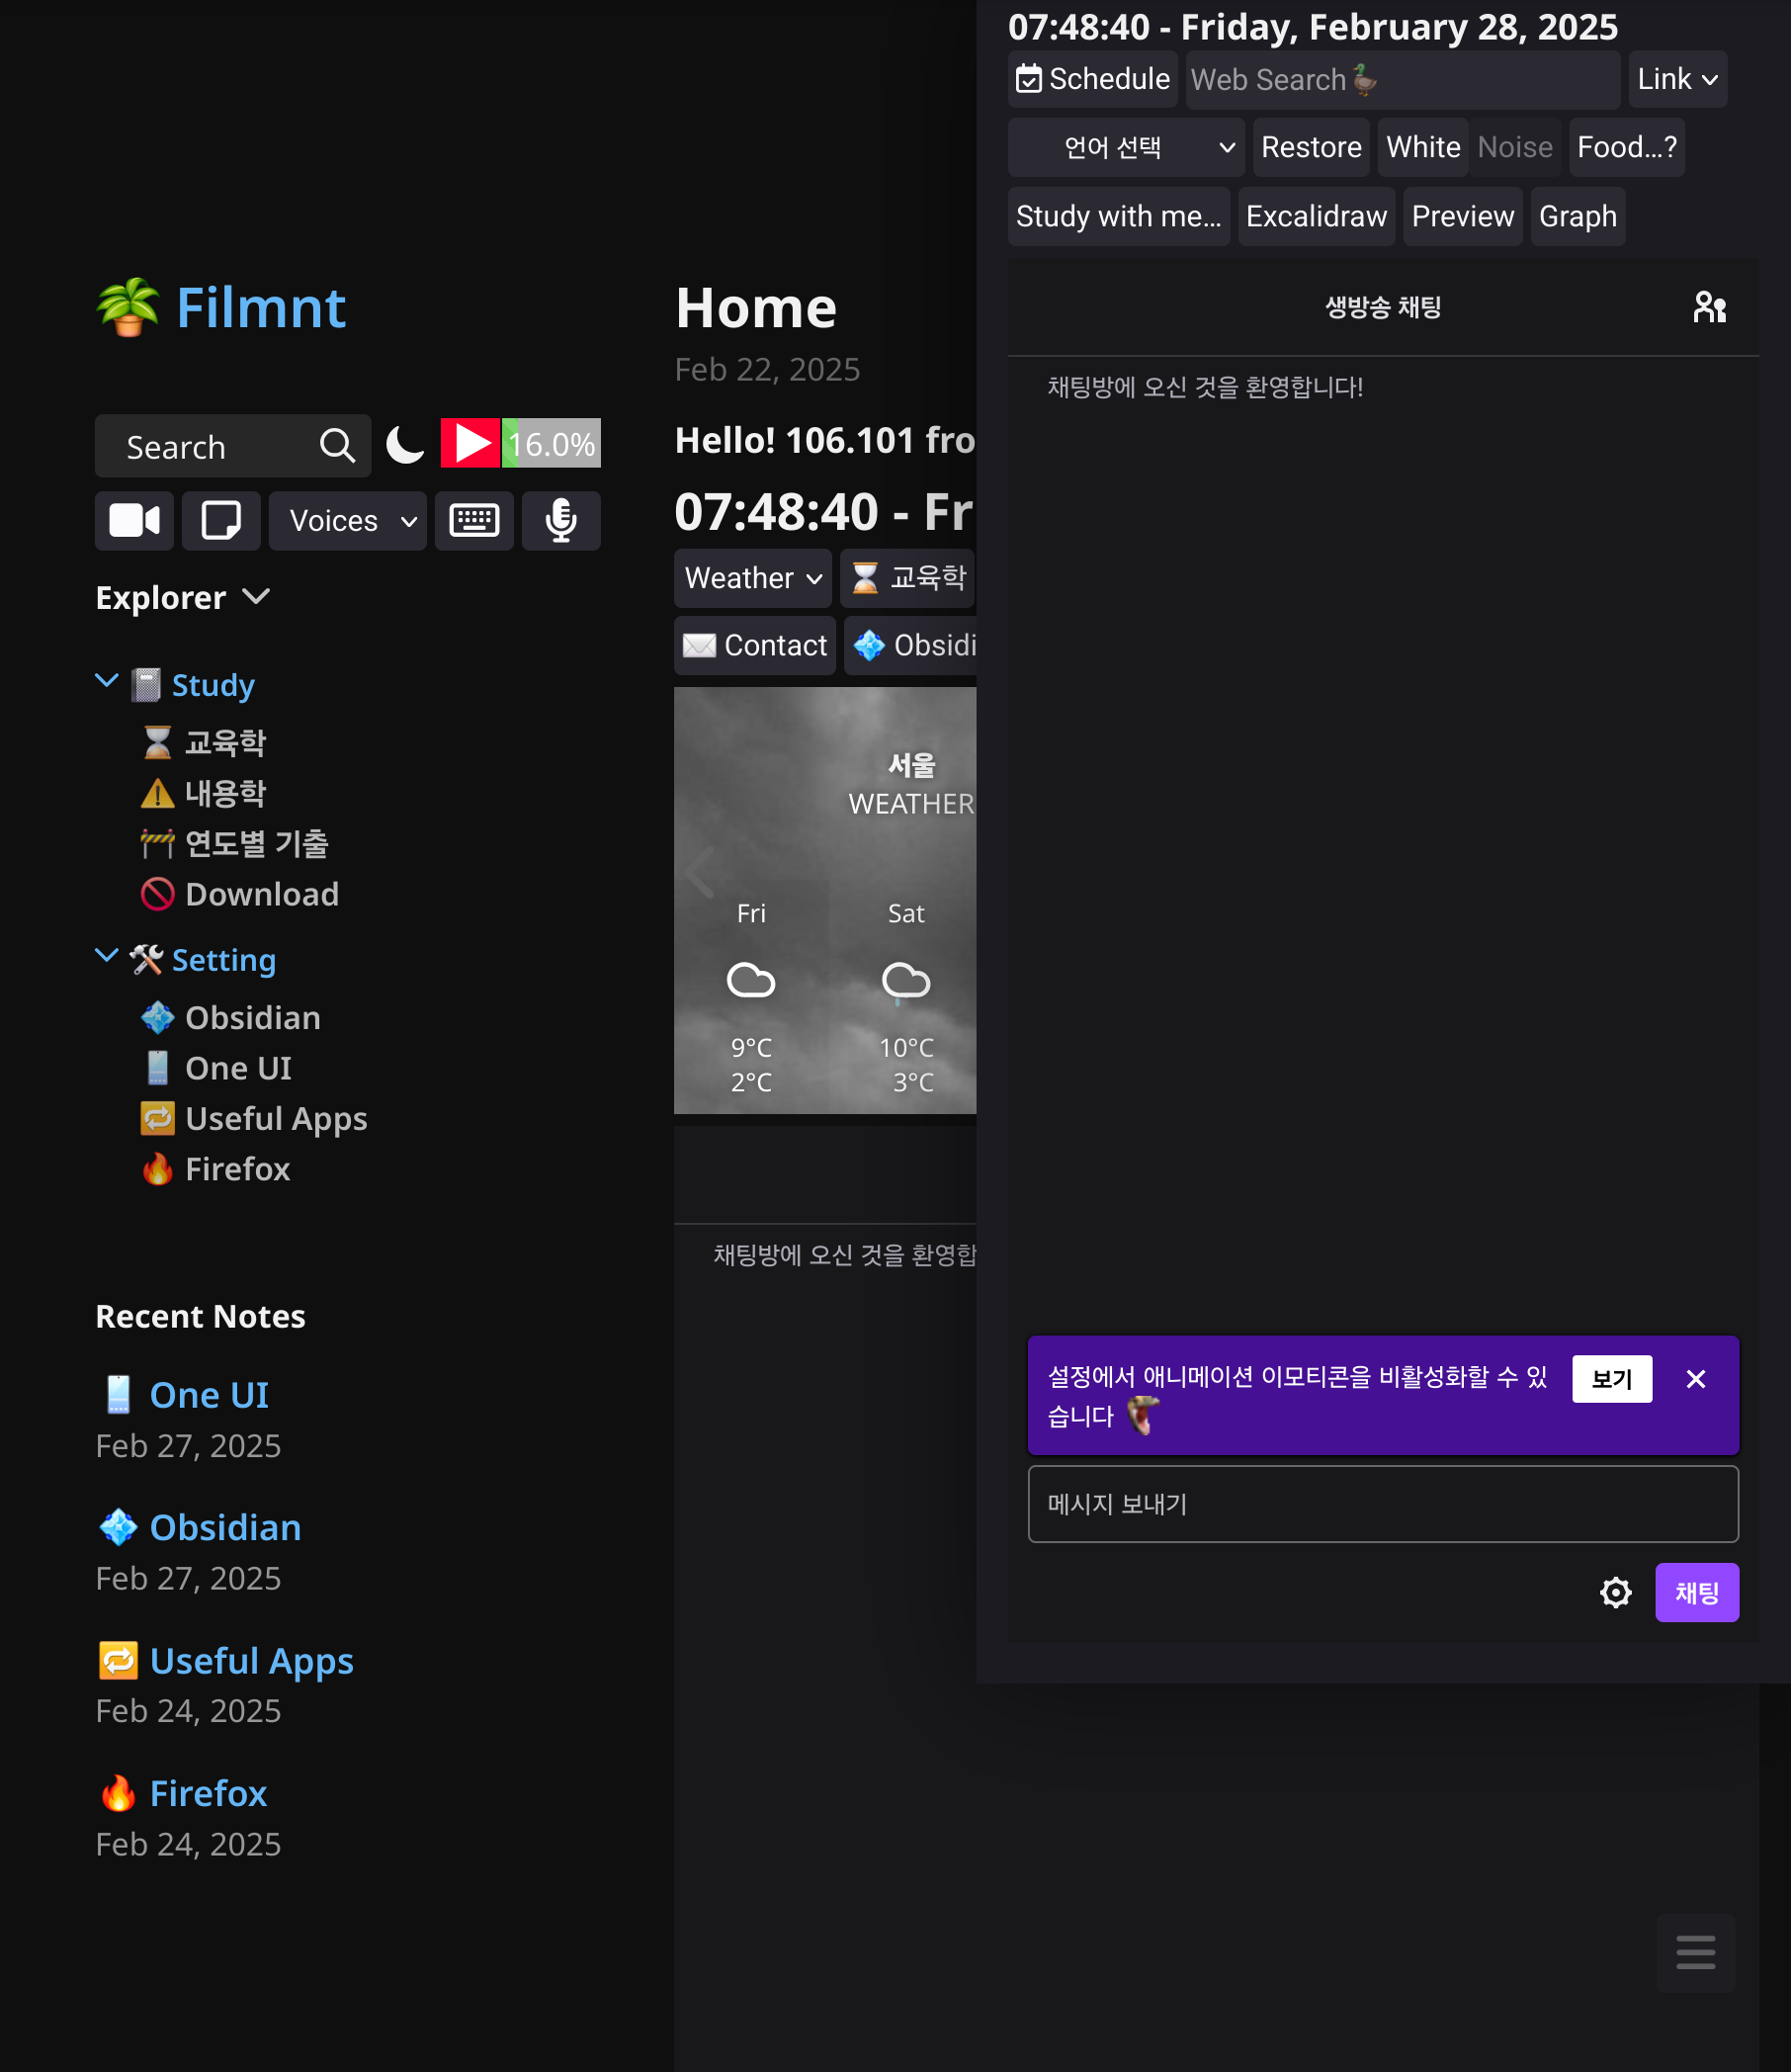 Filmnt
Search
16.0%
Voices
Explorer
Study
교육학
내용학
연도별 기출
Download
Setting
Obsidian
One UI
Useful Apps
Firefox
Recent Notes
One UI
Feb 27, 2025
Obsidian
Feb 27, 2025
Useful Apps
Feb 24, 2025
Firefox
Feb 24, 2025
Home
Feb 22, 2025
Hello! 106.101 fro
07:48:40 - Fr
Weather
교육학
Contact
Obsidi
서울
WEATHER
Fri
Sat
9°C
10°C
2°C
3°C
채팅방에 오신 것을 환영합
07:48:40 - Friday, February 28, 2025
Schedule
Web Search
Link
언어 선택
Restore
White
Noise
Food...?
Study with me...
Excalidraw
Preview
Graph
생방송 채팅
채팅방에 오신 것을 환영합니다!
설정에서 애니메이션 이모티콘을 비활성화할 수 있
습니다
보기
메시지 보내기
채팅